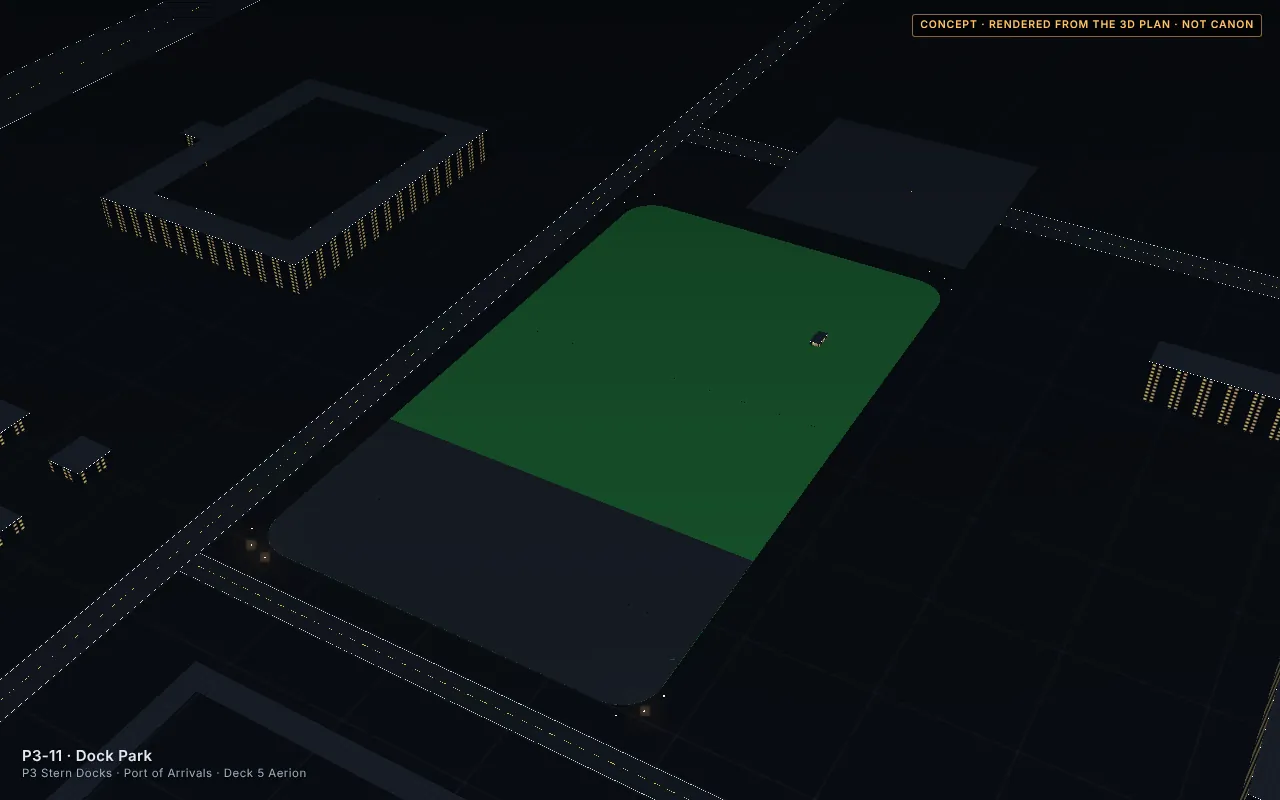 CONCEPT · RENDERED FROM THE 3D PLAN · NOT CANON
P3-11 · Dock Park
P3 Stern Docks · Port of Arrivals · Deck 5 Aerion